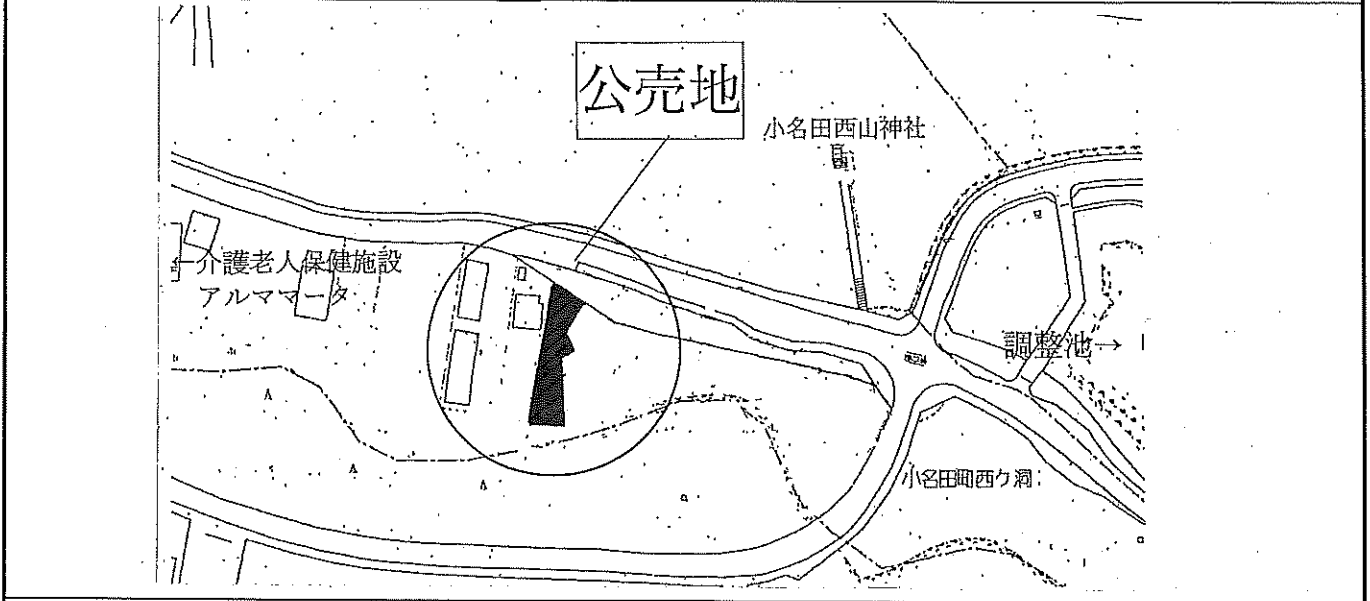 公売地
小名田西山神社
←介護老人保健施設
アルママータ
調整池→
小名田町西ケ洞